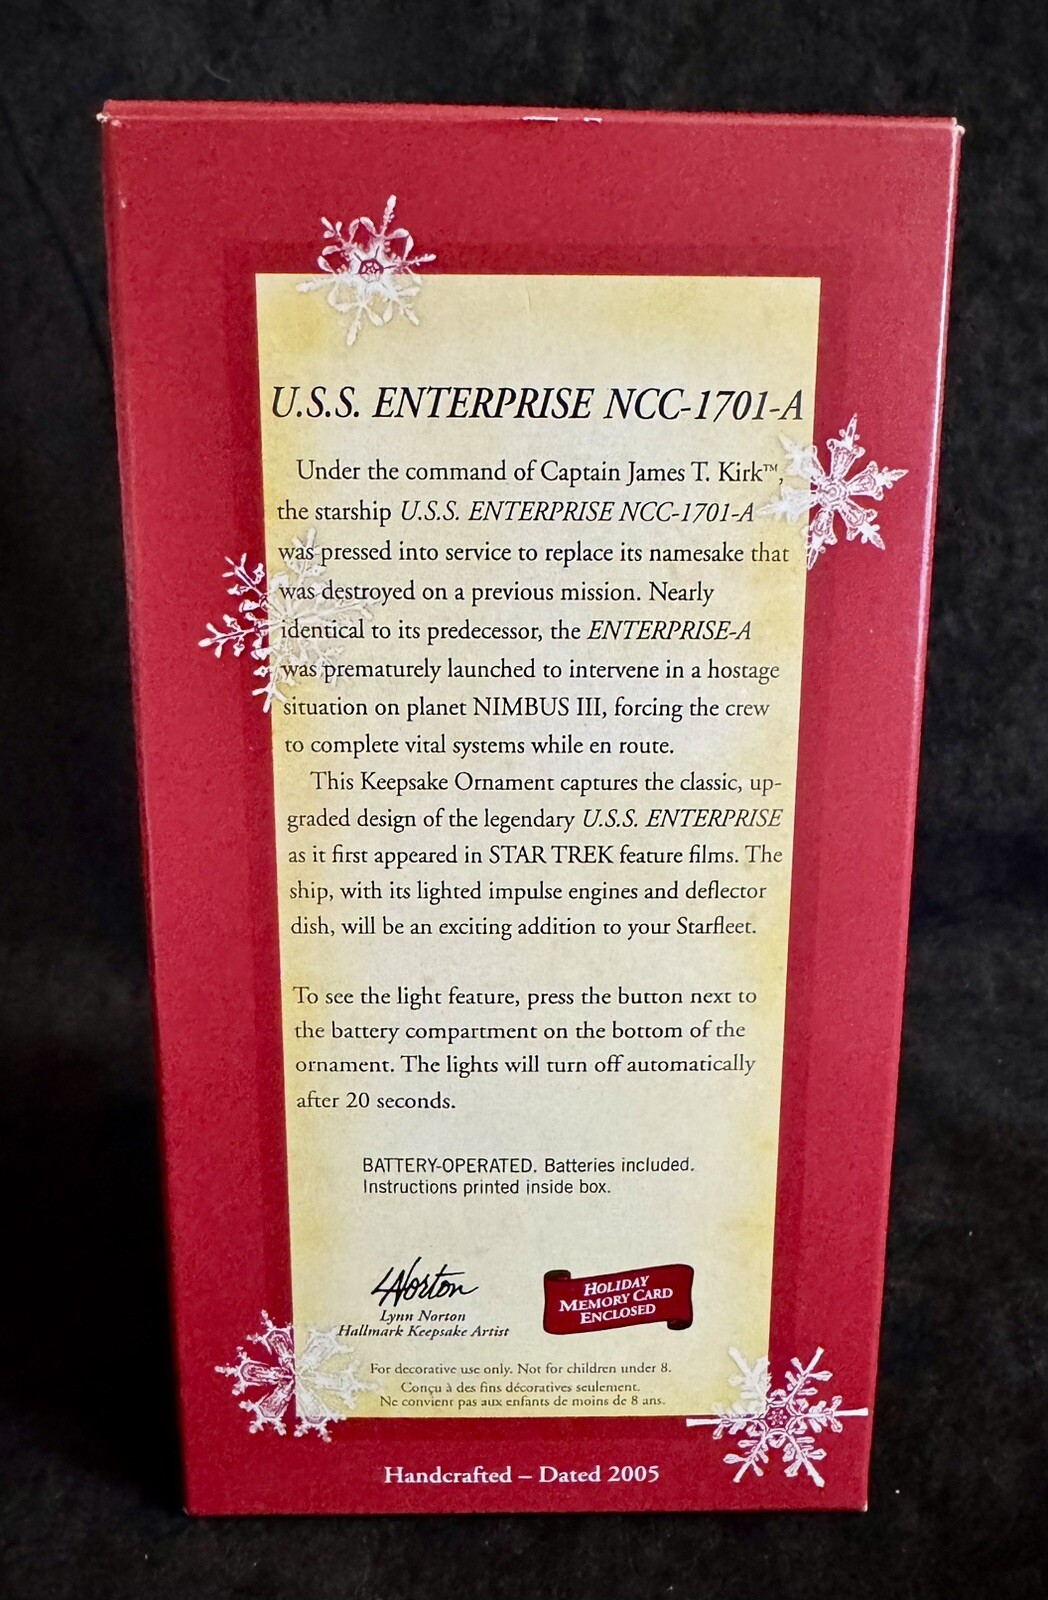 U.S.S. ENTERPRISE NCC-1701-A
Under the command of Captain James T. Kirk™,
the starship U.S.S. ENTERPRISE NCC-1701-A
was pressed into service to replace its namesake that
was destroyed on a previous mission. Nearly
identical to its predecessor, the ENTERPRISE-A
was prematurely launched to intervene in a hostage
situation on planet NIMBUS III, forcing the crew
to complete vital systems while en route.
This Keepsake Ornament captures the classic, up-
graded design of the legendary U.S.S. ENTERPRISE
as it first appeared in STAR TREK feature films. The
ship, with its lighted impulse engines and deflector
dish, will be an exciting addition to your Starfleet.
To see the light feature, press the button next to
the battery compartment on the bottom of the
ornament. The lights will turn off automatically
after 20 seconds.
BATTERY-OPERATED. Batteries included.
Instructions printed inside box.
LNorton
Lynn Norton
Hallmark Keepsake Artist
HOLIDAY
MEMORY CARD
ENCLOSED
For decorative use only. Not for children under 8.
Conçu à des fins décoratives seulement.
Ne convient pas aux enfants de moins de 8 ans.
Handcrafted – Dated 2005